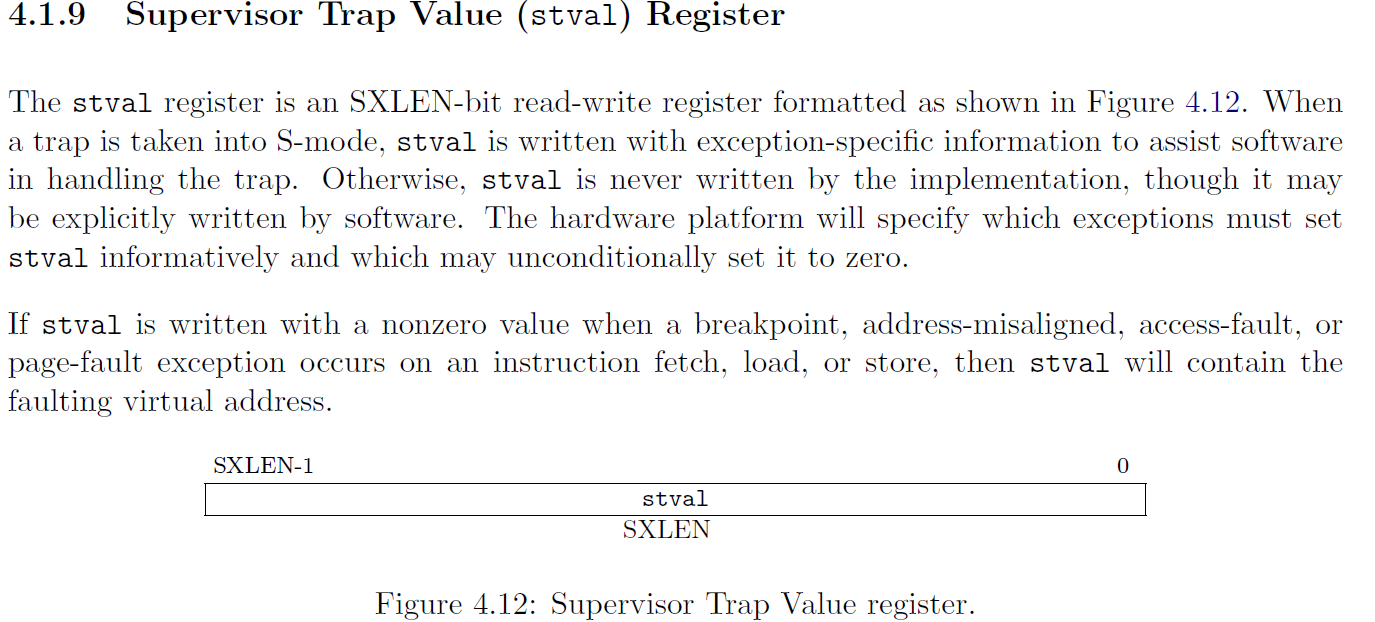 4.1.9 Supervisor Trap Value (stval) Register
The stval register is an SXLEN-bit read-write register formatted as shown in Figure 4.12. When
a trap is taken into S-mode, stval is written with exception-specific information to assist software
in handling the trap. Otherwise, stval is never written by the implementation, though it may
be explicitly written by software. The hardware platform will specify which exceptions must set
stval informatively and which may unconditionally set it to zero.
If stval is written with a nonzero value when a breakpoint, address-misaligned, access-fault, or
page-fault exception occurs on an instruction fetch, load, or store, then stval will contain the
faulting virtual address.
SXLEN-1 0
stval
SXLEN
Figure 4.12: Supervisor Trap Value register.